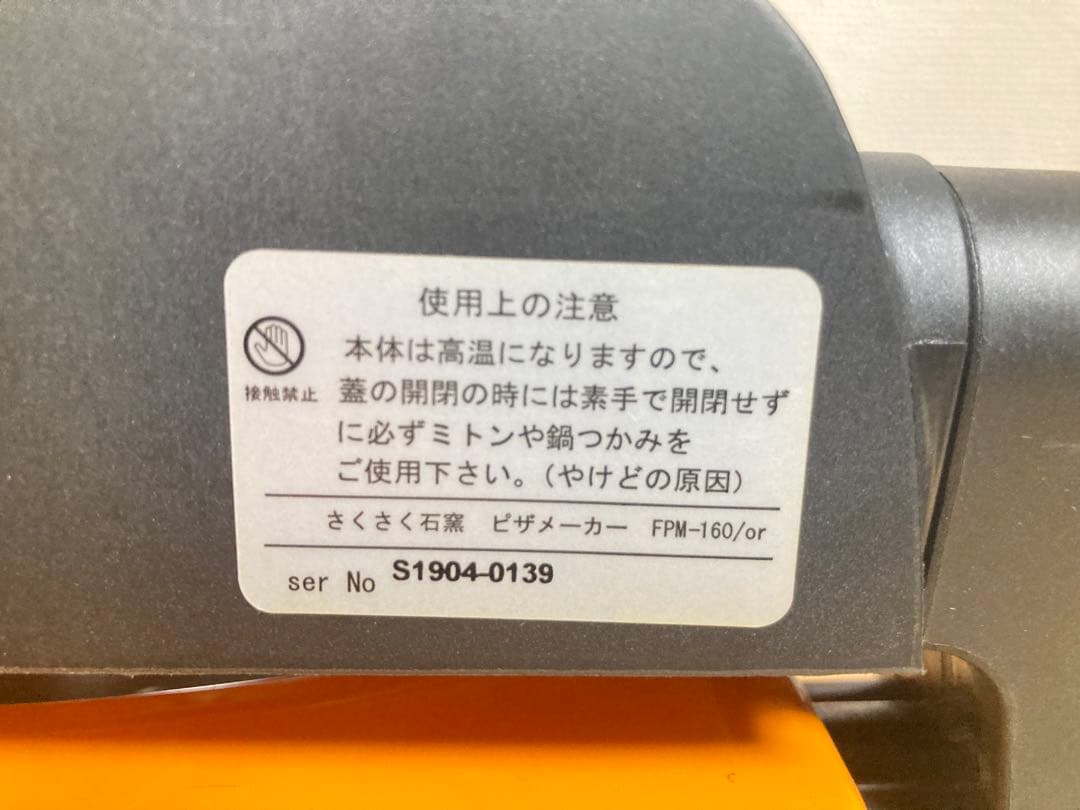 使用上の注意
接触禁止
本体は高温になりますので、
蓋の開閉の時には素手で開閉せず
に必ずミトンや鍋つかみを
ご使用下さい。(やけどの原因)
さくさく石窯 ピザメーカー FPM-160/or
ser No S1904-0139